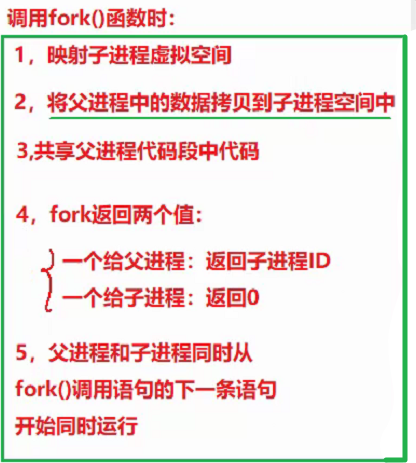 调用fork()函数时：
1，映射子进程虚拟空间
2，将父进程中的数据拷贝到子进程空间中
3,共享父进程代码段中代码
4，fork返回两个值：
一个给父进程：返回子进程ID
一个给子进程：返回0
5，父进程和子进程同时从
fork()调用语句的下一条语句
开始同时运行